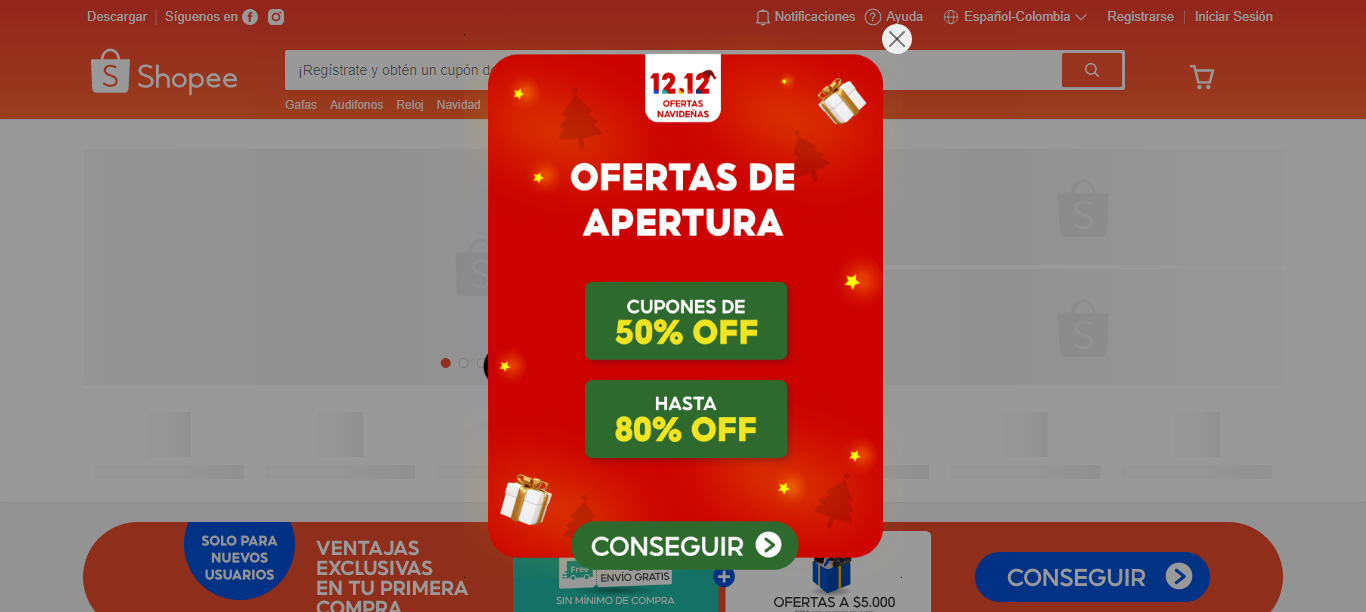 Descargar
Síguenos en
Notificaciones
Ayuda
Español-Colombia
Registrarse
Iniciar Sesión
Shopee
¡Regístrate y obtén un cupón d
Gafas
Audifonos
Reloj
Navidad
12.12
OFERTAS
NAVIDEÑAS
OFERTAS DE
APERTURA
CUPONES DE
50% OFF
HASTA
80% OFF
CONSEGUIR
SOLO PARA
NUEVOS
USUARIOS
VENTAJAS
EXCLUSIVAS
EN TU PRIMERA
COMPRA
Free
ENVÍO GRATIS
SIN MÍNIMO DE COMPRA
OFERTAS A $5.000
CONSEGUIR